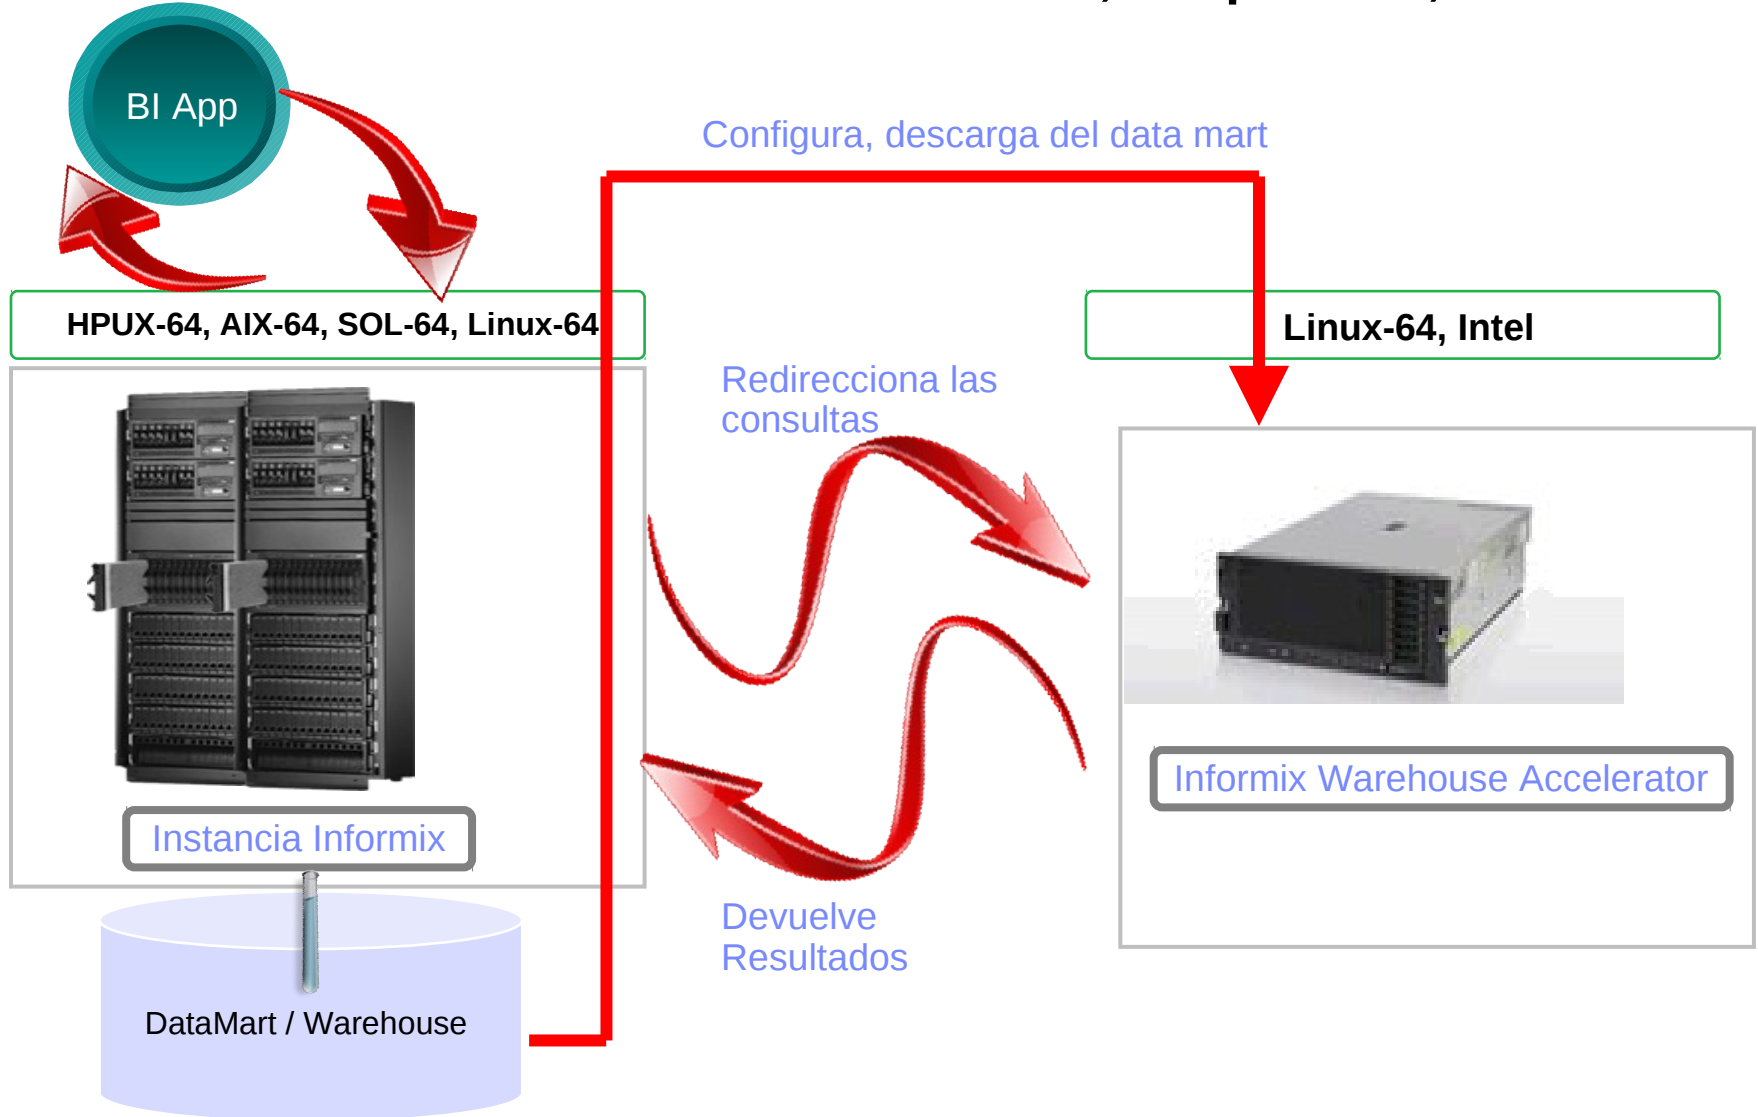 BI App
Configura, descarga del data mart
HPUX-64, AIX-64, SOL-64, Linux-64
Linux-64, Intel
Redirecciona las
consultas
Informix Warehouse Accelerator
Instancia Informix
Devuelve
Resultados
DataMart / Warehouse